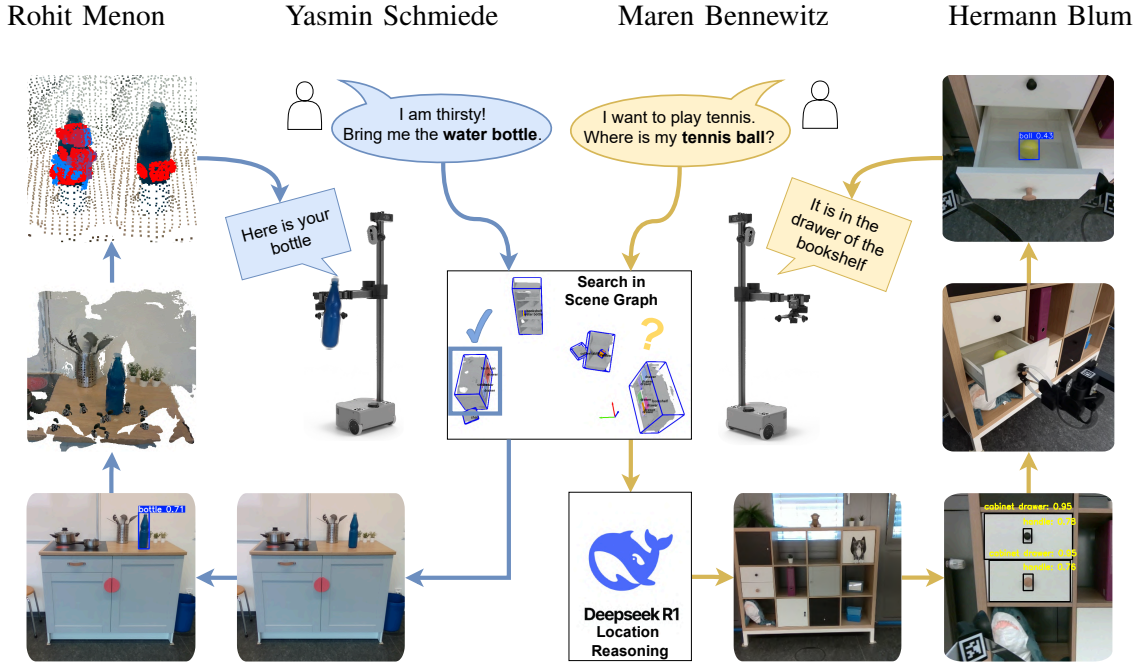 Rohit Menon
Yasmin Schmiede
Maren Bennewitz
Hermann Blum
I am thirsty!
Bring me the water bottle.
I want to play tennis.
Where is my tennis ball?
ball 0.43
Here is your
bottle
It is in the
drawer of the
bookshelf
Search in
Scene Graph
?
bottle 0.71
Deepseek R1
Location
Reasoning
cabinet drawer: 0.95
handle: 0.78
cabinet drawer: 0.95
handle: 0.76